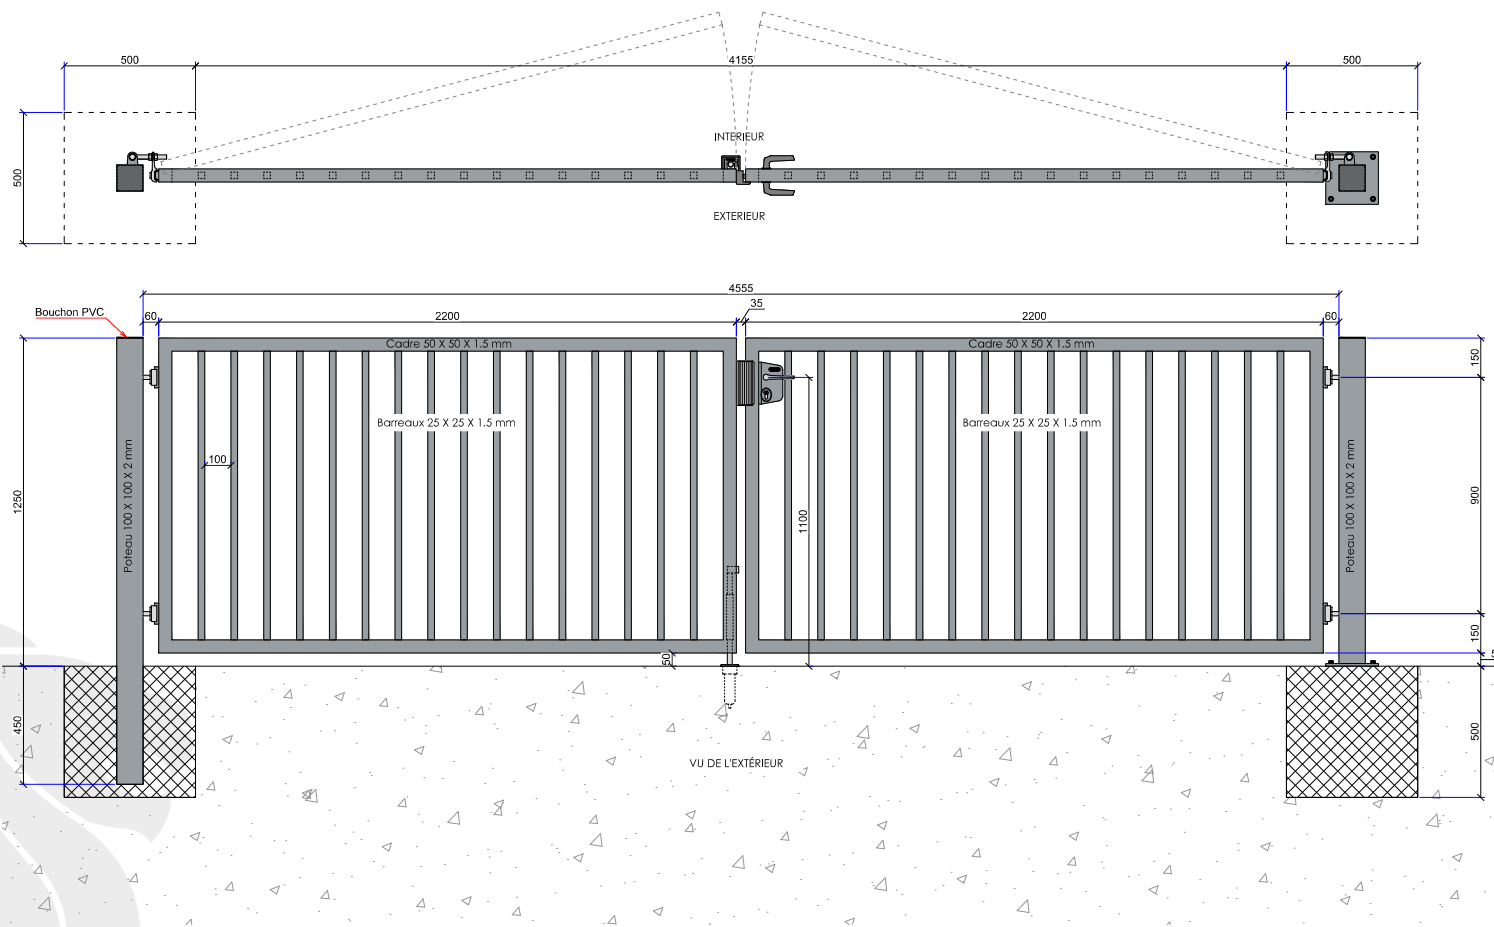 500
4155
500
INTERIEUR
500
EXTERIEUR
4555
35
Bouchon PVC
60
2200
2200
60
Cadre 50 X 50 X 1.5 mm
Cadre 50 X 50 X 1.5 mm
150
Barreaux 25 X 25 X 1.5 mm
Barreaux 25 X 25 X 1.5 mm
100
Poteau 100 X 100 X 2 mm
Poteau 100 X 100 X 2 mm
1250
1100
900
150
50
450
500
VU DE L'EXTÉRIEUR